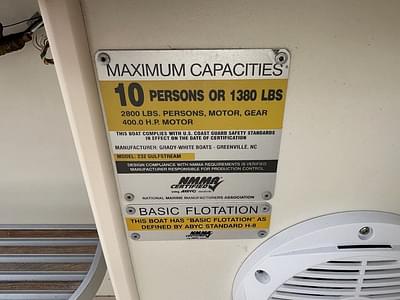 MAXIMUM CAPACITIES
10 PERSONS OR 1380 LBS
2800 LBS. PERSONS, MOTOR, GEAR
400.0 H.P. MOTOR
THIS BOAT COMPLIES WITH U.S. COAST GUARD SAFETY STANDARDS
IN EFFECT ON THE DATE OF CERTIFICATION
MANUFACTURER: GRADY-WHITE BOATS - GREENVILLE, NC
MODEL: 232 GULFSTREAM
DESIGN COMPLIANCE WITH NMMA REQUIREMENTS IS VERIFIED.
MANUFACTURER RESPONSIBLE FOR PRODUCTION CONTROL.
NMMA
CERTIFIED
using ABYC
NATIONAL MARINE MANUFACTURERS ASSOCIATION
BASIC FLOTATION
THIS BOAT HAS "BASIC FLOTATION" AS
DEFINED BY ABYC STANDARD H-8
NMMA